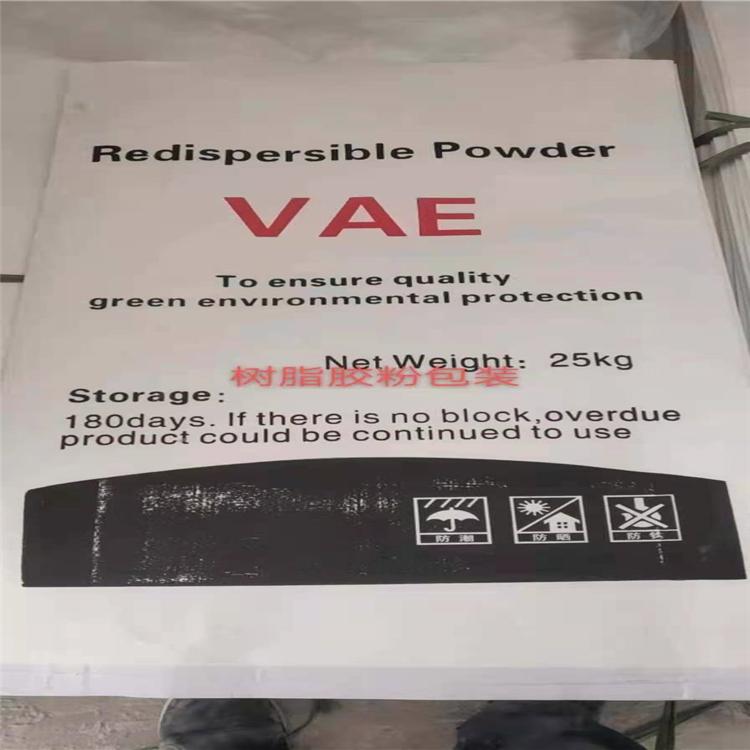 Redispersible Powder
VAE
To ensure quality
green environmental protection
Net Weight: 25kg
树脂胶粉包装
Storage:
180days. If there is no block,overdue
product could be continued to use
防潮
防晒
防铁